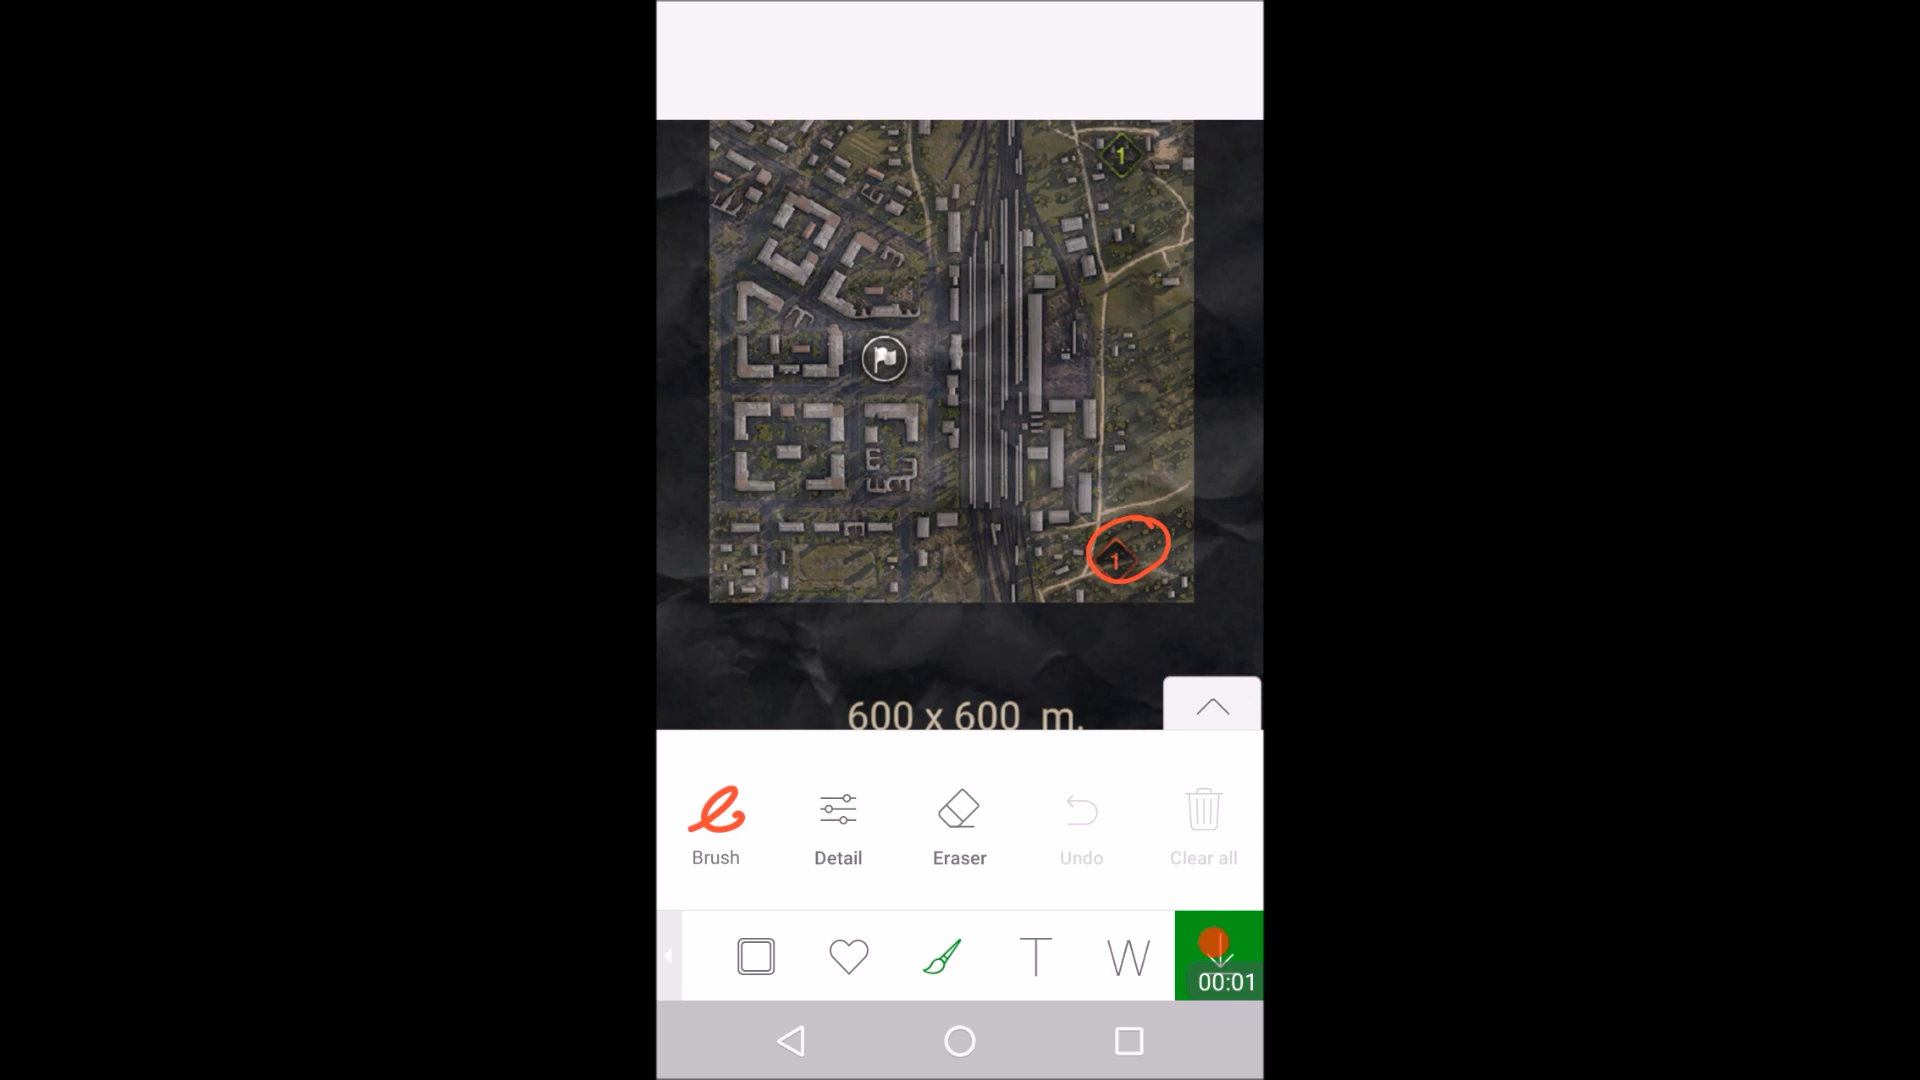 1
1
600 x 600 m.
Brush
Detail
Eraser
Undo
Clear all
T
W
00:01